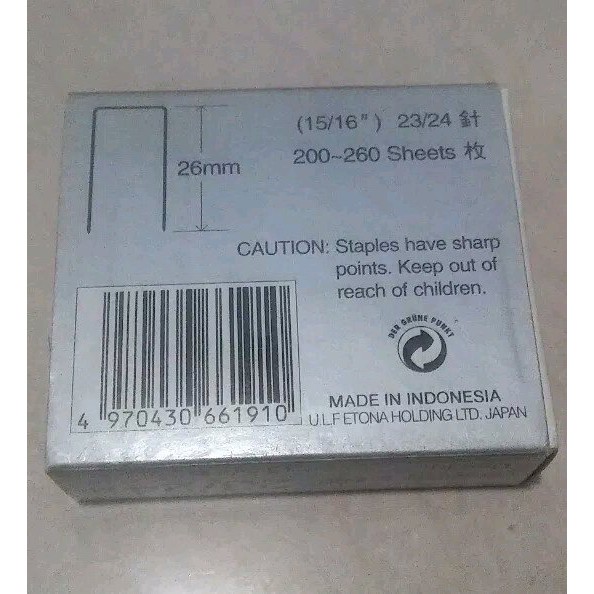 (15/16") 23/24 針
200~260 Sheets 枚
26mm
CAUTION: Staples have sharp
points. Keep out of
reach of children.
DER GRÜNE PUNKT
4 970430 661910
MADE IN INDONESIA
U.L.F ETONA HOLDING LTD. JAPAN